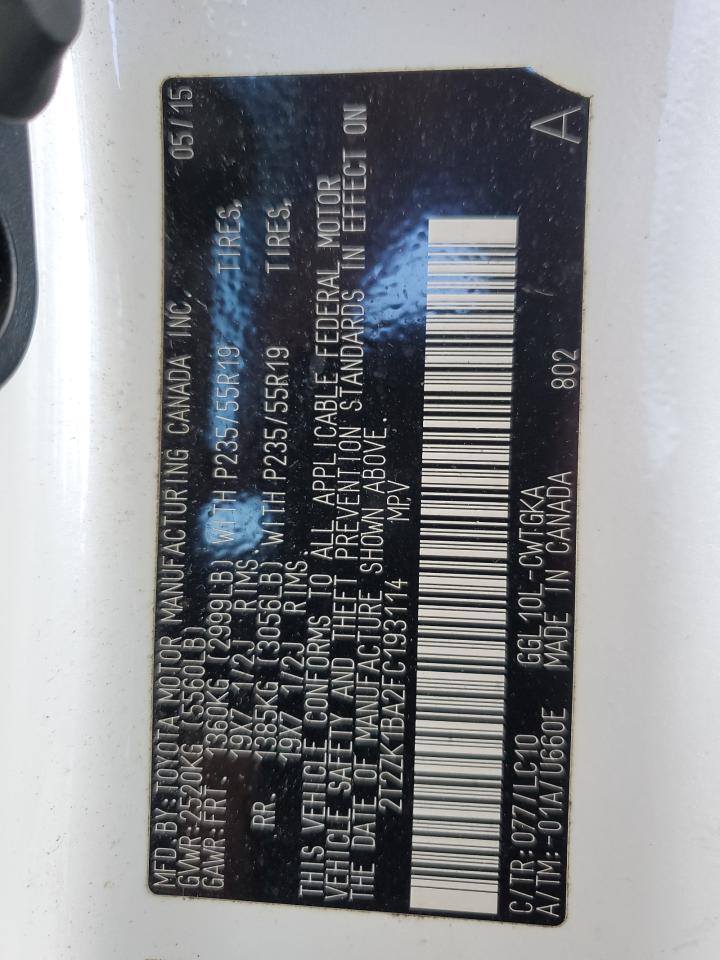 MFD.BY:TOYOTA MOTOR MANUFACTURING CANADA INC. 05/15
GVWR:2520KG (5560LB)
GAWR:FRT. 1360KG (2999LB) WITH P235/55R19 TIRES,
19X7 1/2J RIMS.
RR. 1385KG (3056LB) WITH P235/55R19 TIRES,
19X7 1/2J RIMS.
THIS VEHICLE CONFORMS TO ALL APPLICABLE FEDERAL MOTOR
VEHICLE SAFETY AND THEFT PREVENTION STANDARDS IN EFFECT ON
THE DATE OF MANUFACTURE SHOWN ABOVE.
2T2ZK1BA2FC193114 MPV
C/TR:077/LC10 GGL10L-CWTGKA
A/TM:-01A/U660E MADE IN CANADA 802 A